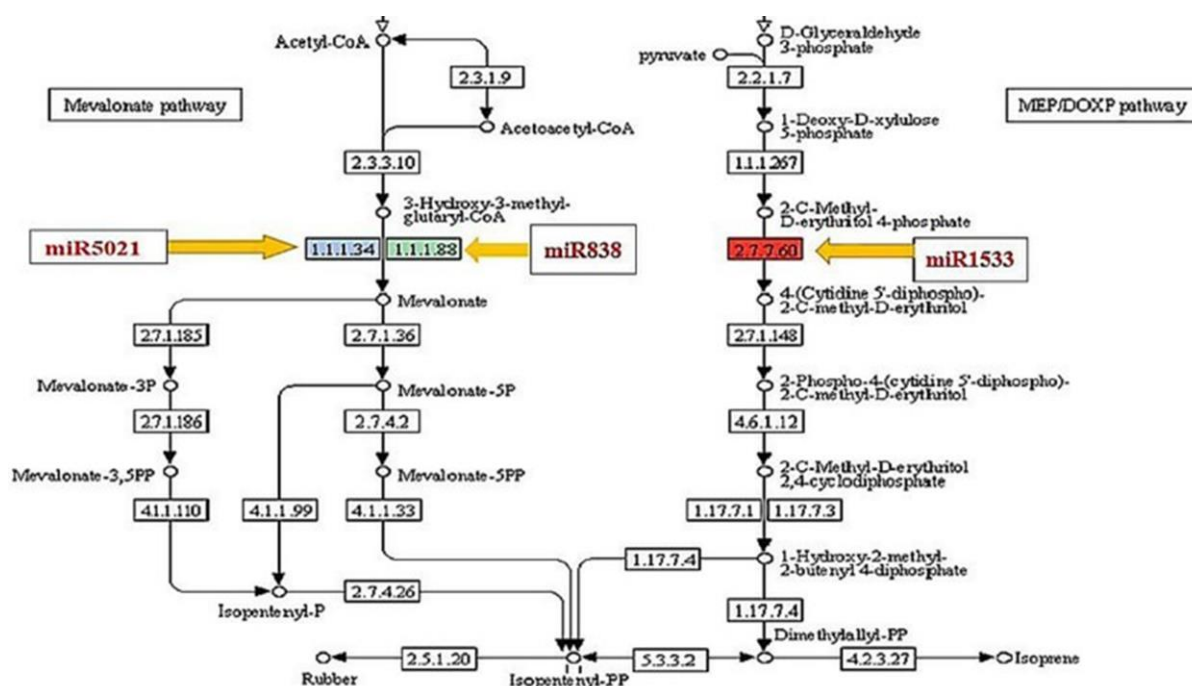 Acetyl-CoA
2.3.1.9
pyruvate
D-Glyceraldehyde
3-phosphate
2.2.1.7
Mevalonate pathway
MEP/DOXP pathway
Acetoacetyl-CoA
1-Deoxy-D-xylulose
5-phosphate
2.3.3.10
1.1.1.267
3-Hydroxy-3-methyl-
glutaryl-CoA
2-C-Methyl-
D-erythritol 4-phosphate
miR5021
1.1.1.34
1.1.1.88
miR838
2.7.7.60
miR1533
Mevalonate
4-(Cytidine 5'-diphospho)-
2-C-methyl-D-erythritol
2.7.1.185
2.7.1.36
2.7.1.148
Mevalonate-3P
Mevalonate-5P
2-Phospho-4-(cytidine 5'-diphospho)-
2-C-methyl-D-erythritol
2.7.1.186
2.7.4.2
4.6.1.12
Mevalonate-3,5PP
Mevalonate-5PP
2-C-Methyl-D-erythritol
2,4-cyclodiphosphate
4.1.1.110
4.1.1.99
4.1.1.33
1.17.7.1
1.17.7.3
1.17.7.4
1-Hydroxy-2-methyl-
2-butenyl 4-diphosphate
Isopentenyl-P
2.7.4.26
1.17.7.4
Dimethylallyl-PP
Rubber
2.5.1.20
Isopentenyl-PP
5.3.3.2
4.2.3.27
Isoprene